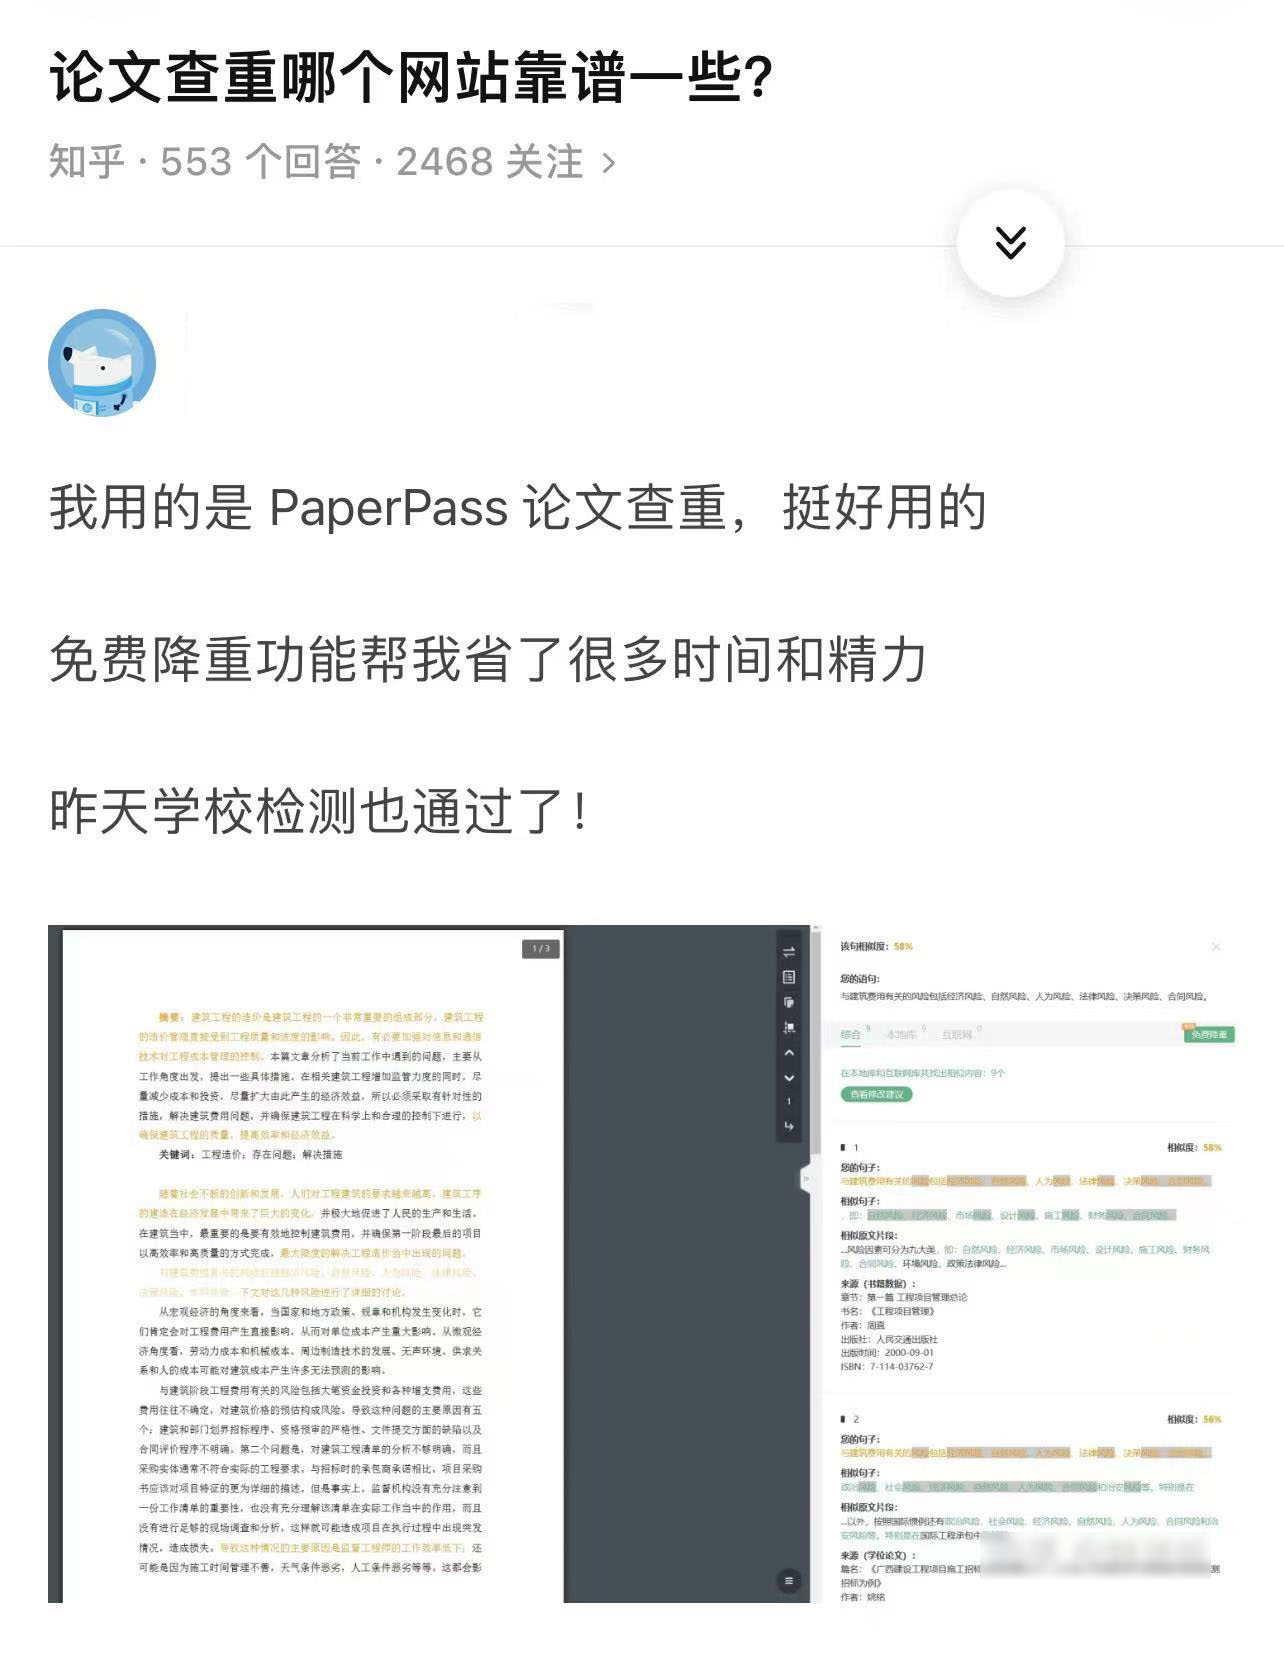 论文查重哪个网站靠谱一些?
知乎 · 553 个回答 · 2468 关注 >
我用的是 PaperPass 论文查重，挺好用的
免费降重功能帮我省了很多时间和精力
昨天学校检测也通过了！
1 / 3
摘要：建筑工程的造价是建筑工程的一个非常重要的组成部分，建筑工程
的造价管理直接受到工程质量和进度的影响。因此，有必要加强对信息和通信
技术对工程成本管理的控制。本篇文章分析了当前工作中遇到的问题，主要从
工作角度出发，提出一些具体措施。在相关建筑工程增加监管力度的同时，尽
量减少成本和投资，尽量扩大由此产生的经济效益，所以必须采取有针对性的
措施，解决建筑费用问题，并确保建筑工程在科学上和合理的控制下进行，以
确保建筑工程的质量，提高效率和经济效益。
关键词：工程造价；存在问题；解决措施
随着社会不断的创新和发展，人们对工程建筑的要求越来越高，建筑工序
的建造在经济发展中带来了巨大的变化。并极大地促进了人民的生产和生活。
在建筑当中，最重要的是要有效地控制建筑费用，并确保第一阶段最后的项目
以高效率和高质量的方式完成，最大限度的解决工程造价当中出现的问题。
与建筑费用有关的风险包括经济风险、自然风险、人为风险、法律风险、
决策风险、合同风险。下文对这几种风险进行了详细的讨论。
从宏观经济的角度来看，当国家和地方政策、规章和机构发生变化时，它
们肯定会对工程费用产生直接影响，从而对单位成本产生重大影响。从微观经
济角度看，劳动力成本和机械成本、周边制造技术的发展、无声环境、供求关
系和人的成本可能对建筑成本产生许多无法预测的影响。
与建筑阶段工程费用有关的风险包括大笔资金投资和各种增支费用，这些
费用往往不确定，对建筑价格的预估构成风险。导致这种问题的主要原因有五
个：建筑和部门划界招标程序、资格预审的严格性、文件提交方面的缺陷以及
合同评价程序不明确。第二个问题是，对建筑工程清单的分析不够明确，而且
采购实体通常不符合实际的工程要求。与招标时的承包商承诺相比，项目采购
书应该对项目特征的更为详细的描述，但是事实上，监督机构没有充分注意到
一份工作清单的重要性，也没有充分理解该清单在实际工作当中的作用，而且
没有进行足够的现场调查和分析，这样就可能造成项目在执行过程中出现突发
情况，造成损失。导致这种情况的主要原因是监督工程师的工作效率低下；还
可能是因为施工时间管理不善，天气条件恶劣，人工条件恶劣等等，这都会影
1
该句相似度：58%
您的语句：
与建筑费用有关的风险包括经济风险、自然风险、人为风险、法律风险、决策风险、合同风险。
综合 9 本地库 9 互联网 0
免费降重
在本地库和互联网库共找出相似内容：9个
查看修改建议
1 相似度：58%
您的句子：
与建筑费用有关的风险包括经济风险、自然风险、人为风险、法律风险、决策风险、合同风险。
相似句子：
，即：自然风险、经济风险、市场风险、设计风险、施工风险、财务风险、合同风险、
相似原文片段：
...风险因素可分为九大类，即：自然风险、经济风险、市场风险、设计风险、施工风险、财务风
险、合同风险、环境风险、政策法律风险...
来源（书籍数据）：
章节：第一篇 工程项目管理总论
书名：《工程项目管理》
作者：周直
出版社：人民交通出版社
出版时间：2000-09-01
ISBN：7-114-03762-7
2 相似度：56%
您的句子：
与建筑费用有关的风险包括经济风险、自然风险、人为风险、法律风险、决策风险、合同风险。
相似句子：
政治风险、社会风险、经济风险、自然风险、人为风险、合同风险和治安风险等。特别是在
相似原文片段：
...以外，按照国际惯例还有政治风险、社会风险、经济风险、自然风险、人为风险、合同风险和治
安风险等。特别是在国际工程承包中
来源（学位论文）：
篇名：《广西建设工程项目施工招标 测
招标为例》
作者：姚铭